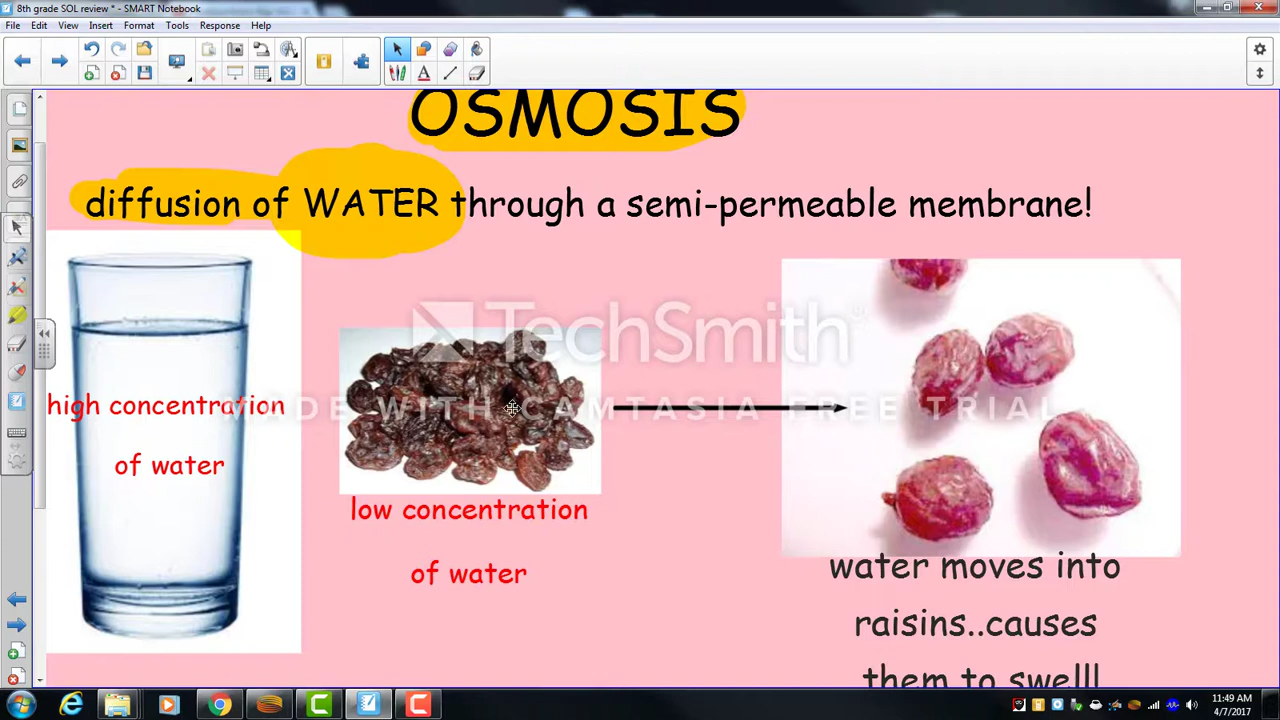 8th grade SOL review * - SMART Notebook
File Edit View Insert Format Tools Response Help
OSMOSIS
diffusion of WATER through a semi-permeable membrane!
TechSmith
MADE WITH CAMTASIA FREE TRIAL
high concentration
of water
low concentration
of water
water moves into
raisins..causes
them to swell!
11:49 AM
4/7/2017